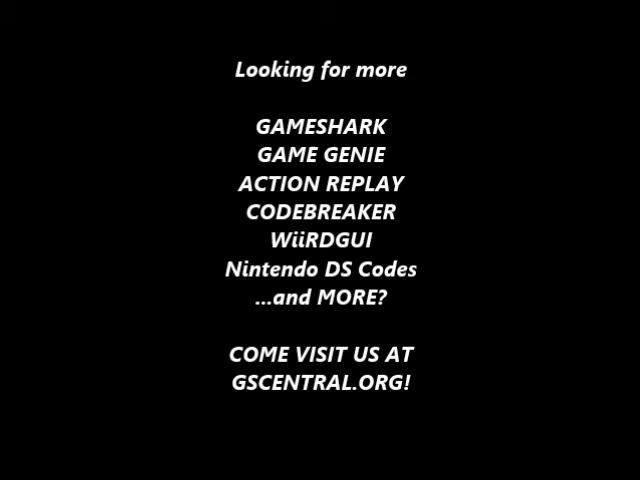 Looking for more
GAMESHARK
GAME GENIE
ACTION REPLAY
CODEBREAKER
WiiRDGUI
Nintendo DS Codes
...and MORE?
COME VISIT US AT
GSCENTRAL.ORG!